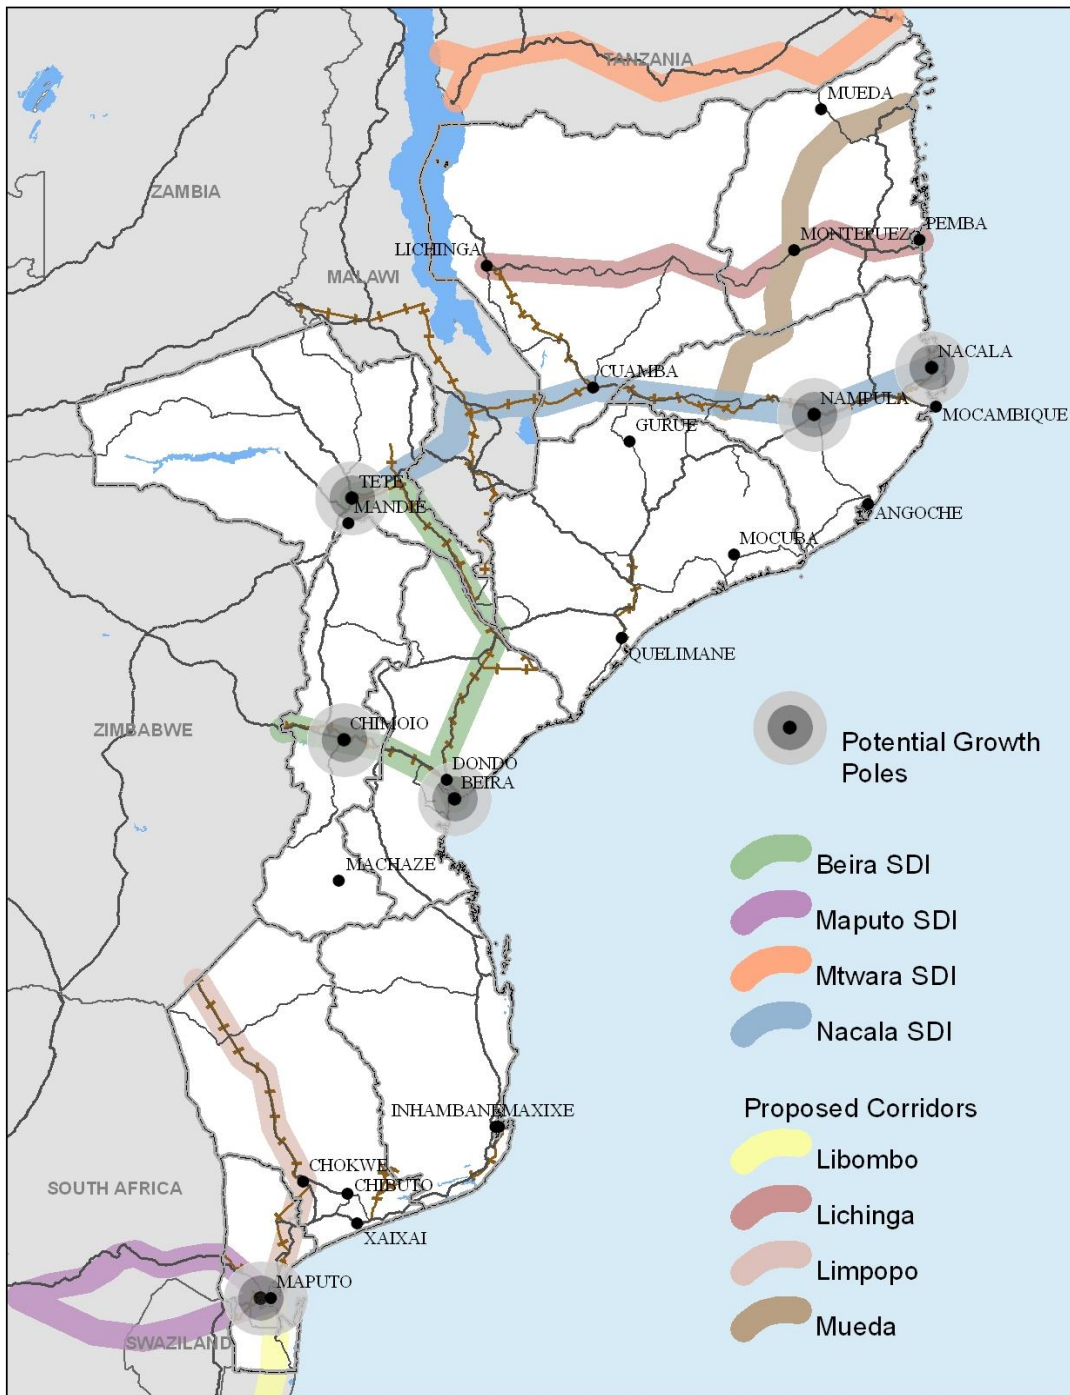 TANZANIA
MUEDA
ZAMBIA
PEMBA
MONTEPUEZ
LICHINGA
MALAWI
NACALA
CUAMBA
NAMPULA
MOCAMBIQUE
GURUE
TETE
MANDIE
ANGOCHE
MOCUBA
QUELIMANE
ZIMBABWE
CHIMOIO
DONDO
BEIRA
MACHAZE
INHAMBANE
MAXIXE
CHOKWE
CHIBUTO
SOUTH AFRICA
XAIXAI
MAPUTO
SWAZILAND
Potential Growth
Poles
Beira SDI
Maputo SDI
Mtwara SDI
Nacala SDI
Proposed Corridors
Libombo
Lichinga
Limpopo
Mueda